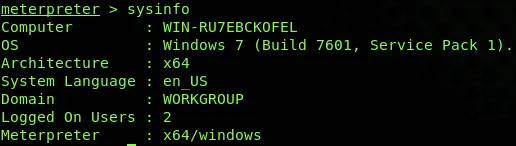 meterpreter > sysinfo
Computer        : WIN-RU7EBCKOFEL
OS              : Windows 7 (Build 7601, Service Pack 1).
Architecture    : x64
System Language : en_US
Domain          : WORKGROUP
Logged On Users : 2
Meterpreter     : x64/windows